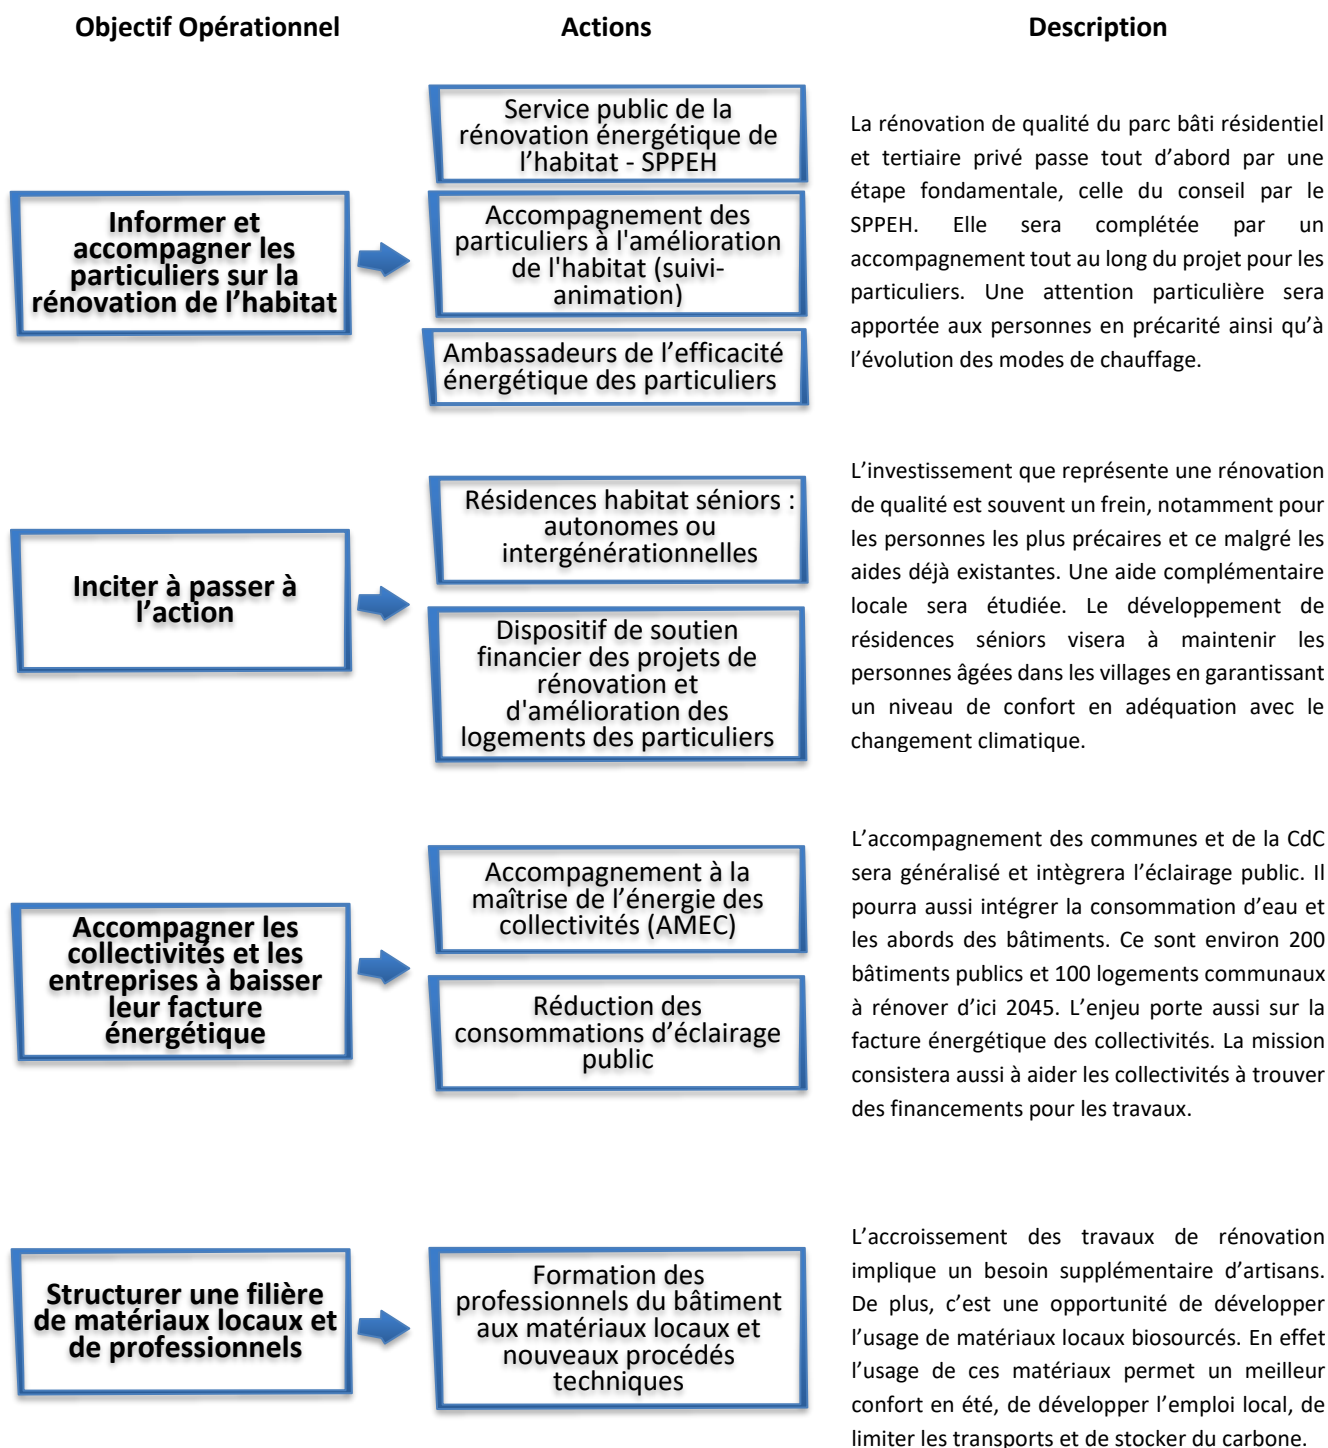 Objectif Opérationnel
Actions
Description
Informer et
accompagner les
particuliers sur la
rénovation de l’habitat
Service public de la
rénovation énergétique de
l’habitat - SPPEH
Accompagnement des
particuliers à l'amélioration
de l'habitat (suivi-
animation)
Ambassadeurs de l’efficacité
énergétique des particuliers
La rénovation de qualité du parc bâti résidentiel
et tertiaire privé passe tout d’abord par une
étape fondamentale, celle du conseil par le
SPPEH. Elle sera complétée par un
accompagnement tout au long du projet pour les
particuliers. Une attention particulière sera
apportée aux personnes en précarité ainsi qu’à
l’évolution des modes de chauffage.
Inciter à passer à
l’action
Résidences habitat séniors :
autonomes ou
intergénérationnelles
Dispositif de soutien
financier des projets de
rénovation et
d'amélioration des
logements des particuliers
L’investissement que représente une rénovation
de qualité est souvent un frein, notamment pour
les personnes les plus précaires et ce malgré les
aides déjà existantes. Une aide complémentaire
locale sera étudiée. Le développement de
résidences séniors visera à maintenir les
personnes âgées dans les villages en garantissant
un niveau de confort en adéquation avec le
changement climatique.
Accompagner les
collectivités et les
entreprises à baisser
leur facture
énergétique
Accompagnement à la
maîtrise de l’énergie des
collectivités (AMEC)
Réduction des
consommations d’éclairage
public
L’accompagnement des communes et de la CdC
sera généralisé et intègrera l’éclairage public. Il
pourra aussi intégrer la consommation d’eau et
les abords des bâtiments. Ce sont environ 200
bâtiments publics et 100 logements communaux
à rénover d’ici 2045. L’enjeu porte aussi sur la
facture énergétique des collectivités. La mission
consistera aussi à aider les collectivités à trouver
des financements pour les travaux.
Structurer une filière
de matériaux locaux et
de professionnels
Formation des
professionnels du bâtiment
aux matériaux locaux et
nouveaux procédés
techniques
L’accroissement des travaux de rénovation
implique un besoin supplémentaire d’artisans.
De plus, c’est une opportunité de développer
l’usage de matériaux locaux biosourcés. En effet
l’usage de ces matériaux permet un meilleur
confort en été, de développer l’emploi local, de
limiter les transports et de stocker du carbone.